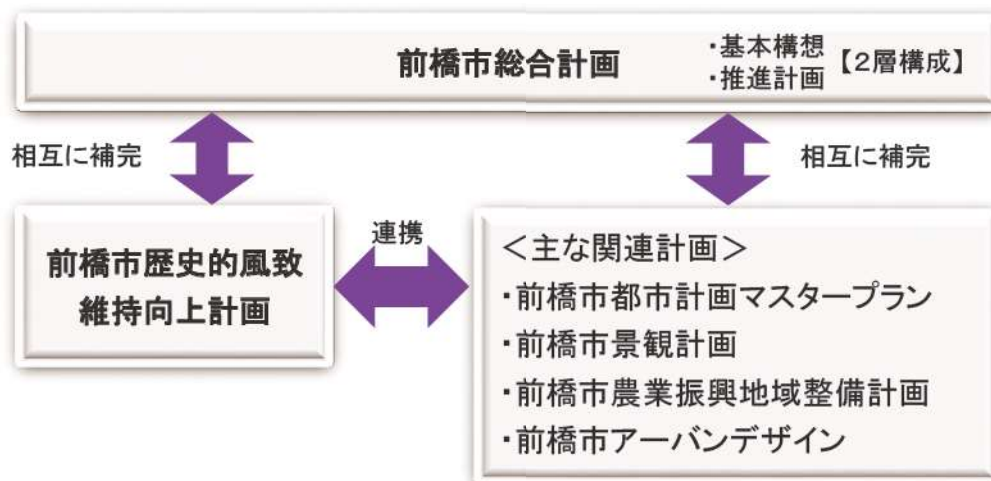 前橋市総合計画
・基本構想
・推進計画
【2層構成】
相互に補完
相互に補完
連携
前橋市歴史的風致
維持向上計画
＜主な関連計画＞
・前橋市都市計画マスタープラン
・前橋市景観計画
・前橋市農業振興地域整備計画
・前橋市アーバンデザイン